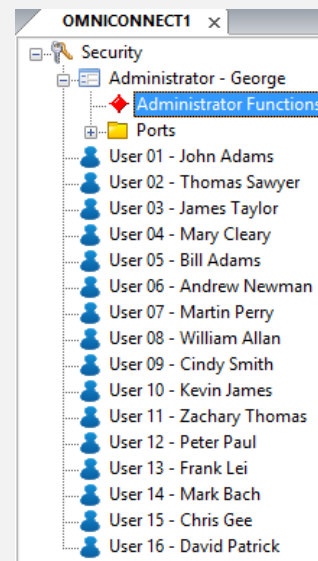 OMNICONNECT1 ×
Security
Administrator - George
Administrator Functions
Ports
User 01 - John Adams
User 02 - Thomas Sawyer
User 03 - James Taylor
User 04 - Mary Cleary
User 05 - Bill Adams
User 06 - Andrew Newman
User 07 - Martin Perry
User 08 - William Allan
User 09 - Cindy Smith
User 10 - Kevin James
User 11 - Zachary Thomas
User 12 - Peter Paul
User 13 - Frank Lei
User 14 - Mark Bach
User 15 - Chris Gee
User 16 - David Patrick